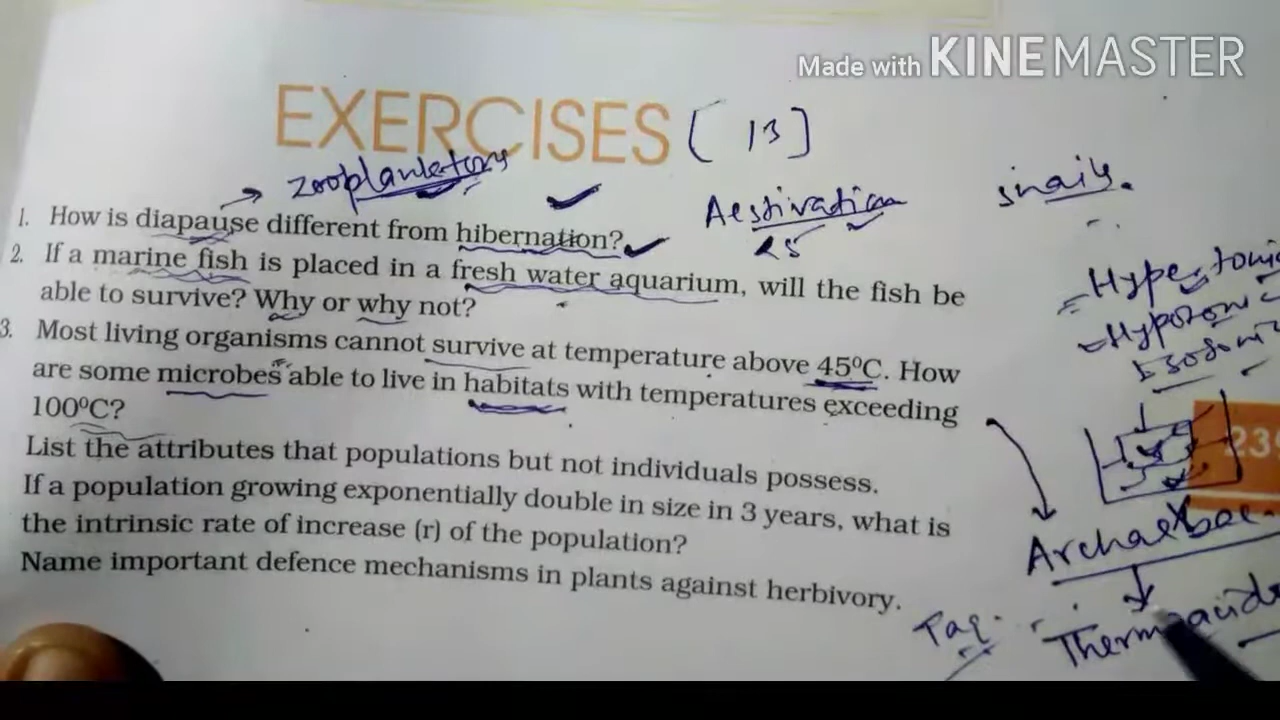 Made with KINEMASTER
EXERCISES [13]
zooplanktons
Aestivation
snails.
1. How is diapause different from hibernation?
2. If a marine fish is placed in a fresh water aquarium, will the fish be
able to survive? Why or why not?
Hypertonic
Hypotonic
3. Most living organisms cannot survive at temperature above 45⁰C. How
are some microbes able to live in habitats with temperatures exceeding
100⁰C?
List the attributes that populations but not individuals possess.
If a population growing exponentially double in size in 3 years, what is
the intrinsic rate of increase (r) of the population?
Name important defence mechanisms in plants against herbivory.
Taq.